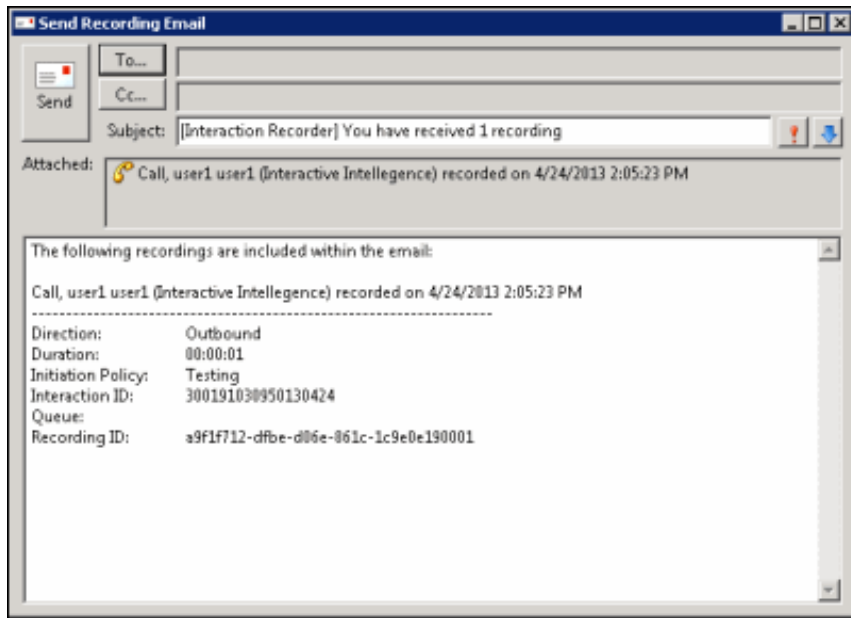 Send Recording Email
To...
Send
Cc...
Subject: [Interaction Recorder] You have received 1 recording
Attached: Call, user1 user1 (Interactive Intellegence) recorded on 4/24/2013 2:05:23 PM
The following recordings are included within the email:
Call, user1 user1 (Interactive Intellegence) recorded on 4/24/2013 2:05:23 PM
--------------------------------------------------------------------
Direction: Outbound
Duration: 00:00:01
Initiation Policy: Testing
Interaction ID: 300191030950130424
Queue:
Recording ID: a9f1f712-dfbe-d06e-861c-1c9e0e190001